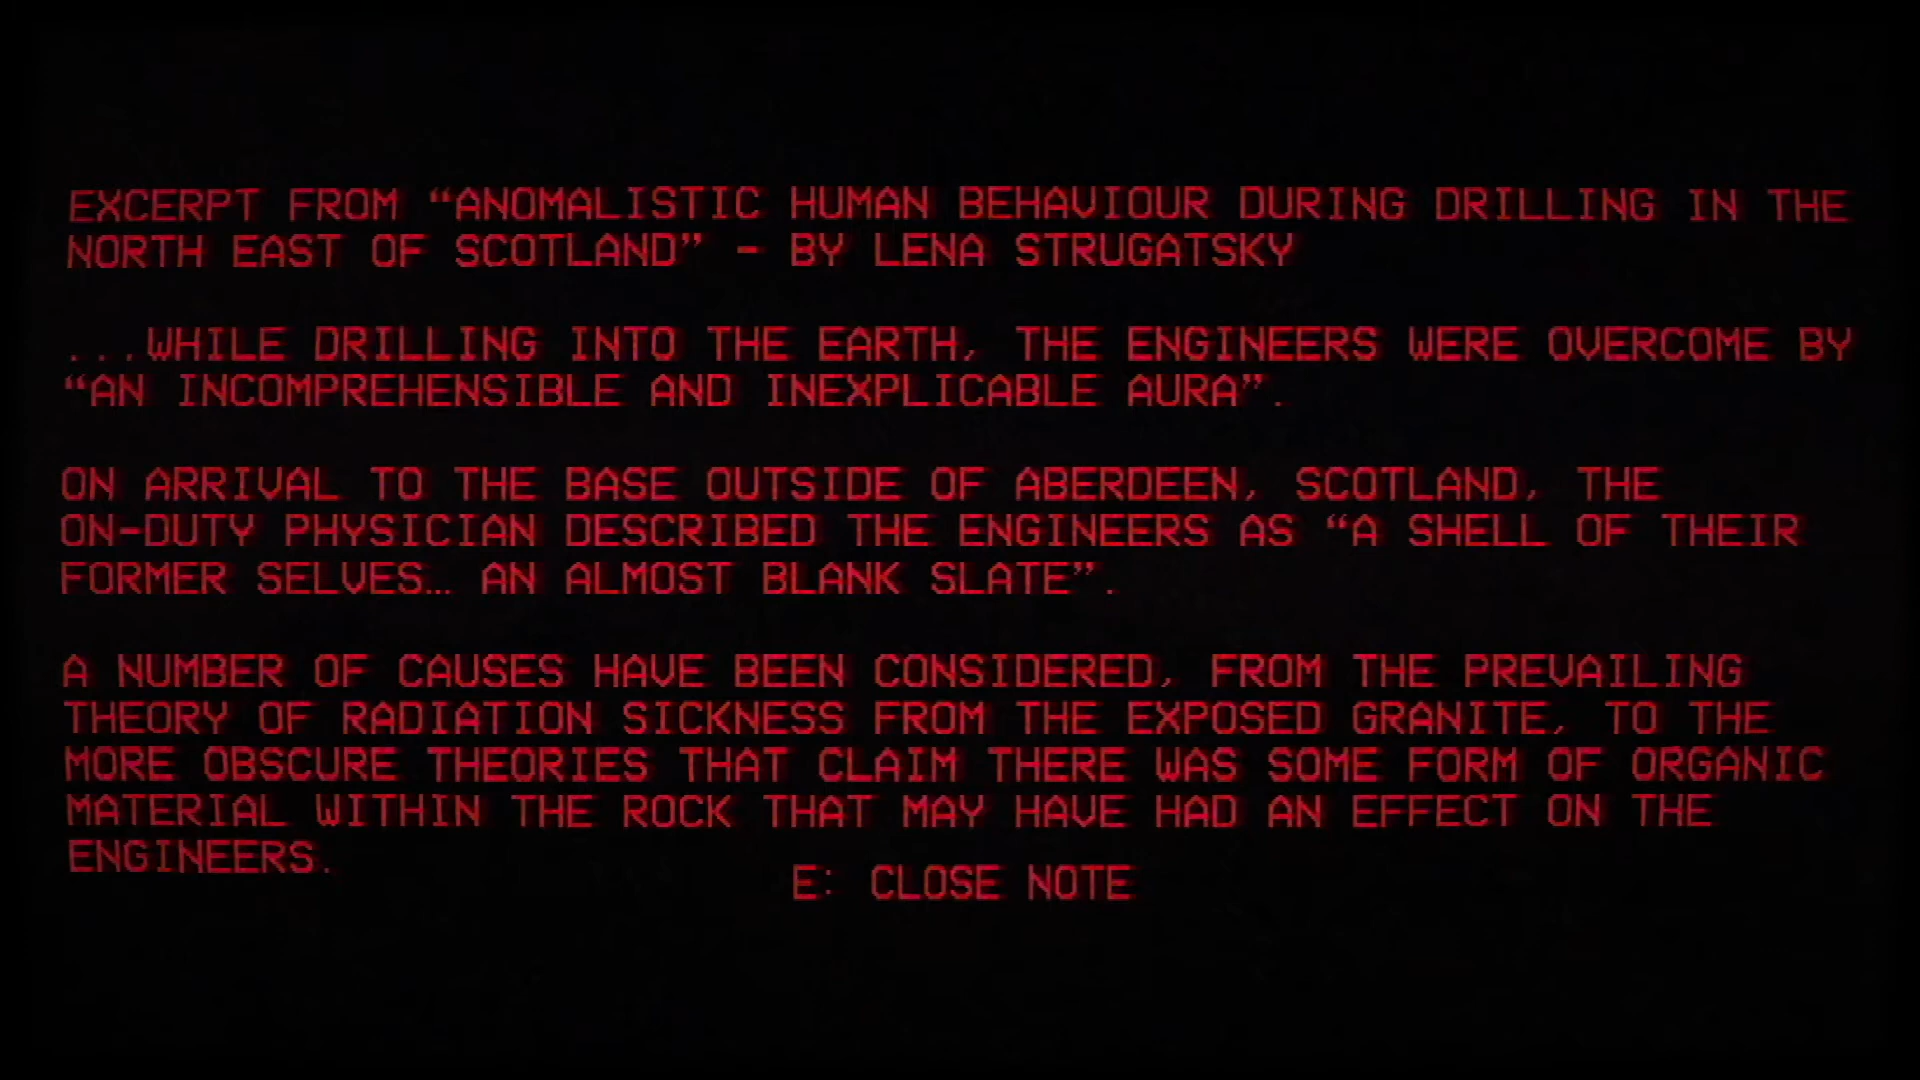 EXCERPT FROM “ANOMALISTIC HUMAN BEHAVIOUR DURING DRILLING IN THE
NORTH EAST OF SCOTLAND” - BY LENA STRUGATSKY
...WHILE DRILLING INTO THE EARTH, THE ENGINEERS WERE OVERCOME BY
“AN INCOMPREHENSIBLE AND INEXPLICABLE AURA”.
ON ARRIVAL TO THE BASE OUTSIDE OF ABERDEEN, SCOTLAND, THE
ON-DUTY PHYSICIAN DESCRIBED THE ENGINEERS AS “A SHELL OF THEIR
FORMER SELVES… AN ALMOST BLANK SLATE”.
A NUMBER OF CAUSES HAVE BEEN CONSIDERED, FROM THE PREVAILING
THEORY OF RADIATION SICKNESS FROM THE EXPOSED GRANITE, TO THE
MORE OBSCURE THEORIES THAT CLAIM THERE WAS SOME FORM OF ORGANIC
MATERIAL WITHIN THE ROCK THAT MAY HAVE HAD AN EFFECT ON THE
ENGINEERS.
E: CLOSE NOTE